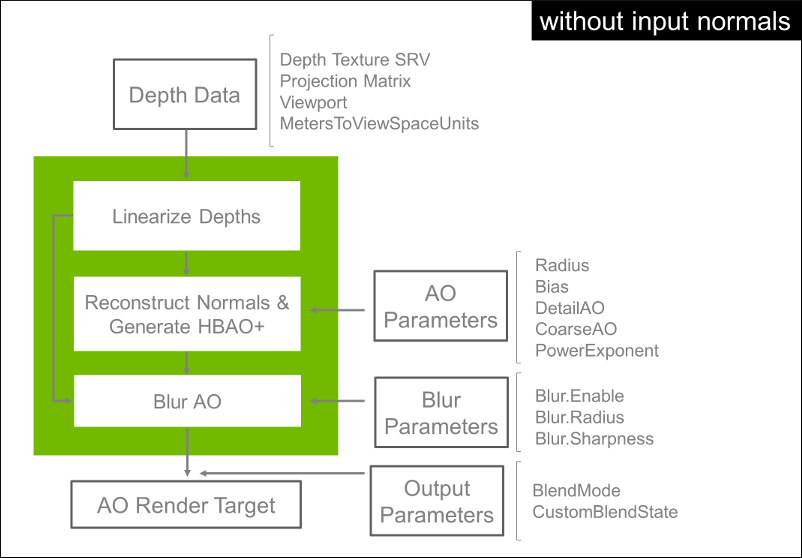 without input normals
Depth Data
Depth Texture SRV
Projection Matrix
Viewport
MetersToViewSpaceUnits
Linearize Depths
Reconstruct Normals &
Generate HBAO+
AO
Parameters
Radius
Bias
DetailAO
CoarseAO
PowerExponent
Blur AO
Blur
Parameters
Blur.Enable
Blur.Radius
Blur.Sharpness
AO Render Target
Output
Parameters
BlendMode
CustomBlendState